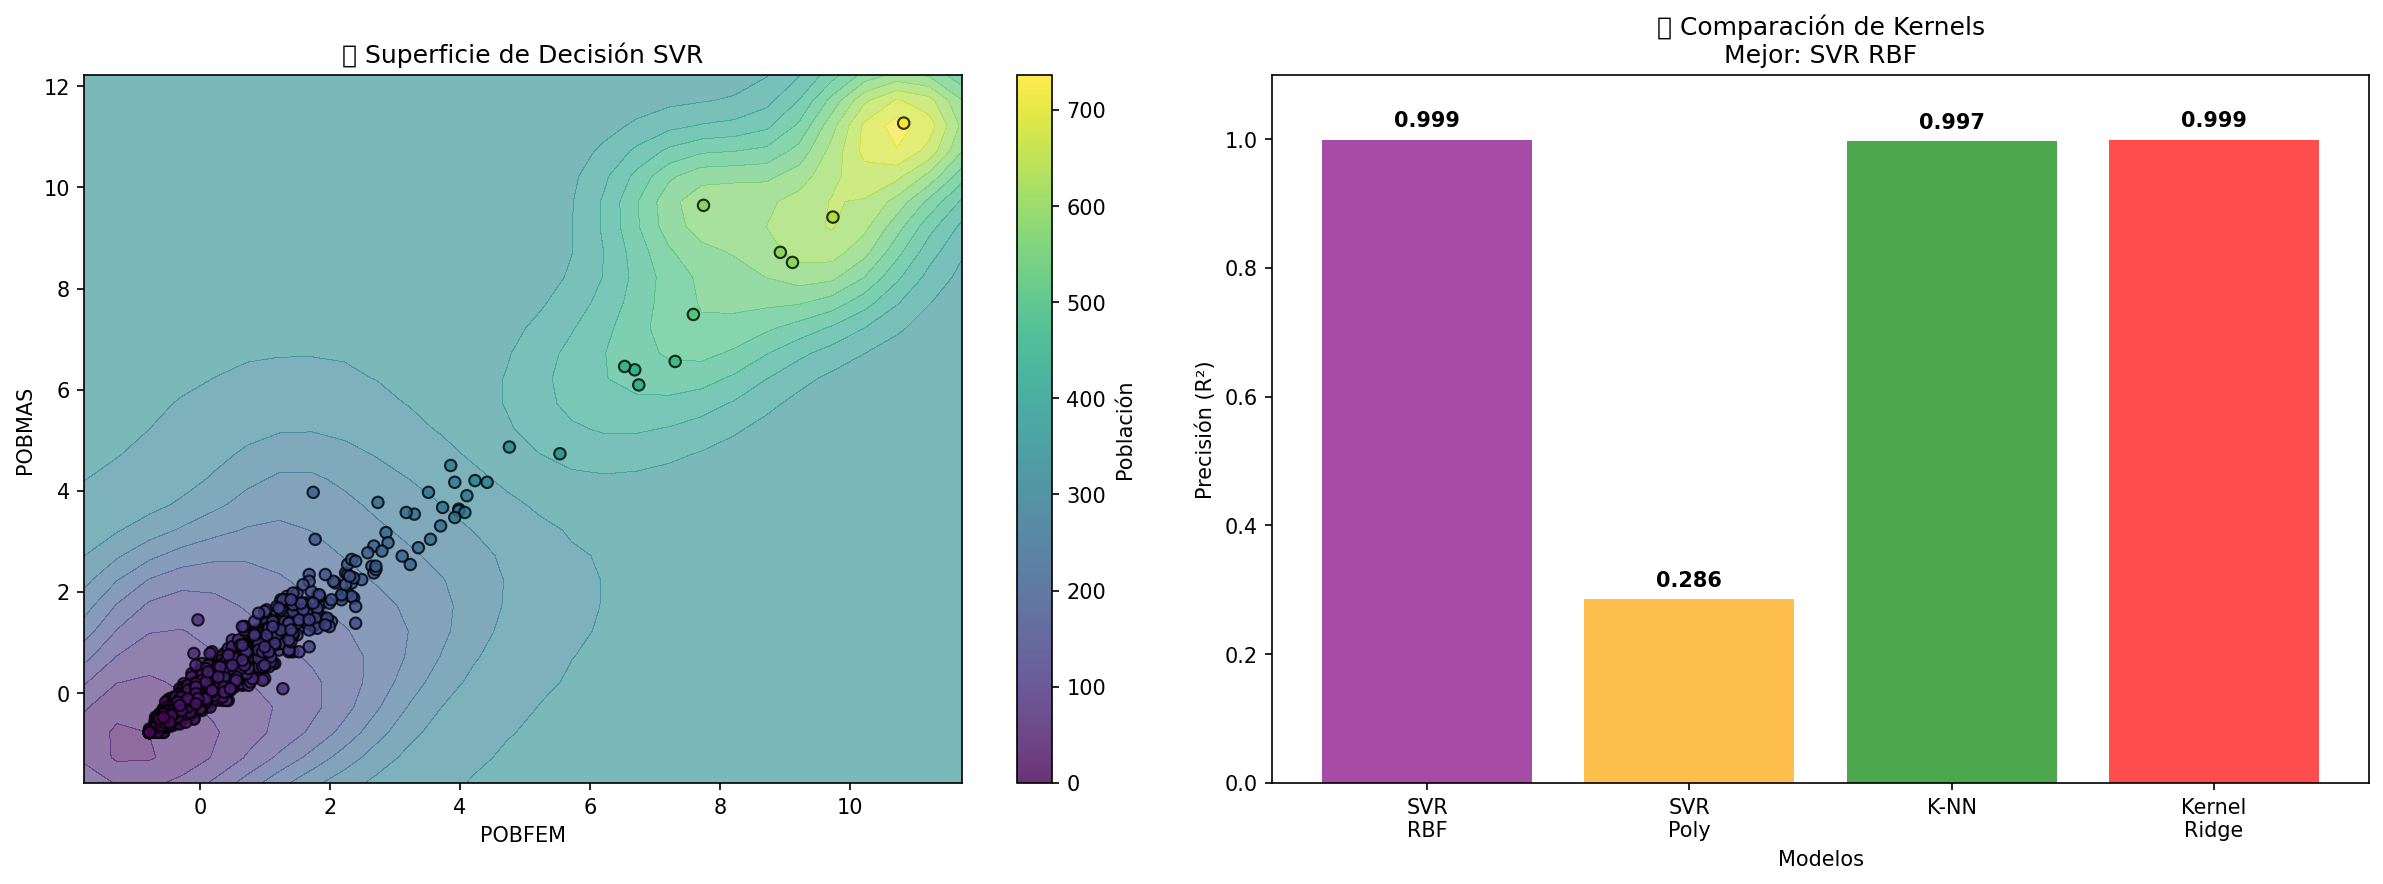 ▯ Superficie de Decisión SVR
12
10
8
6
4
2
0
POBMAS
0
2
4
6
8
10
POBFEM
700
600
500
400
300
200
100
0
Población
▯ Comparación de Kernels
Mejor: SVR RBF
1.0
0.8
0.6
0.4
0.2
0.0
Precisión (R²)
0.999
0.286
0.997
0.999
SVR
RBF
SVR
Poly
K-NN
Kernel
Ridge
Modelos